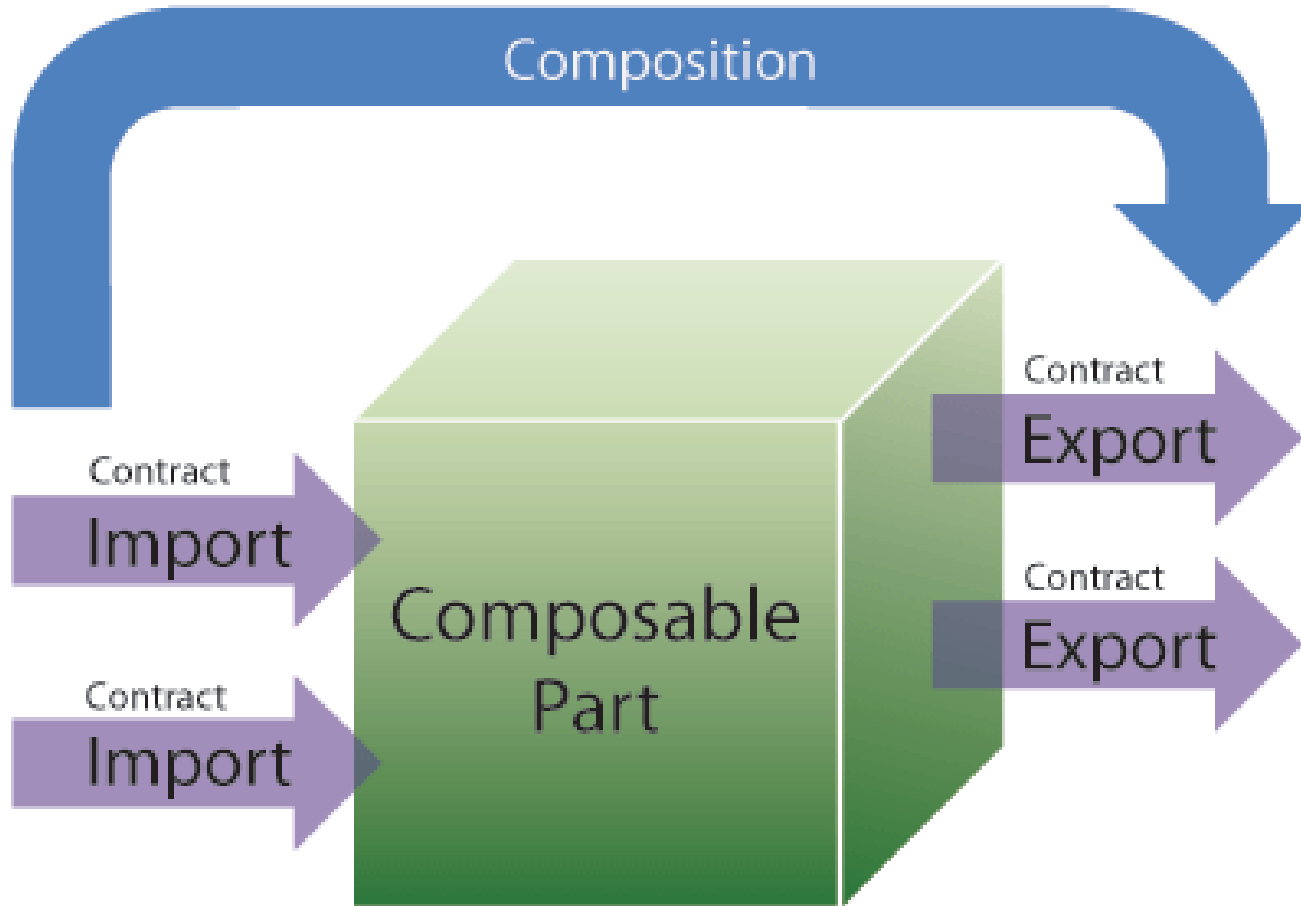 Composition
Contract
Export
Contract
Import
Contract
Export
Composable
Part
Contract
Import